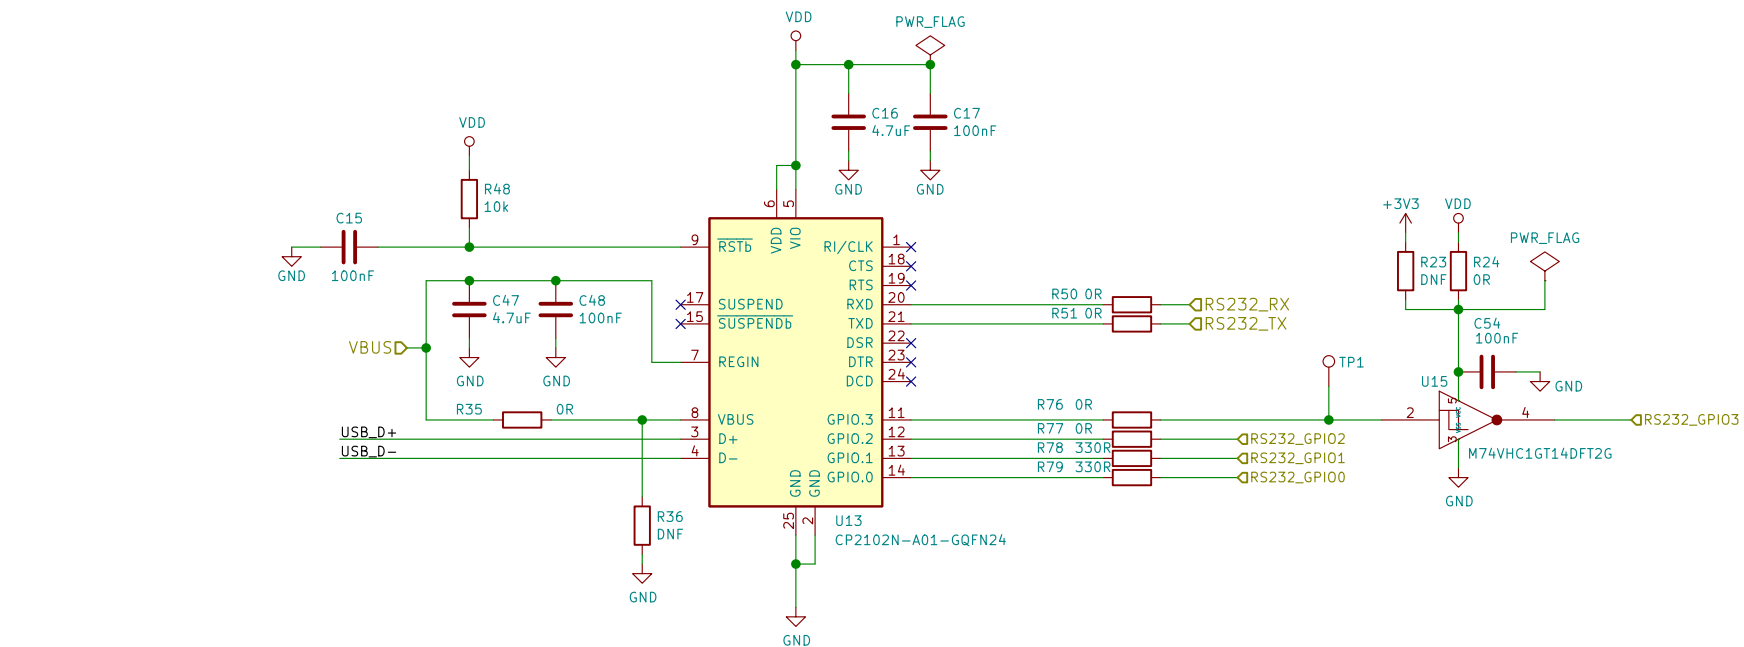 VDD
PWR_FLAG
C16
4.7uF
C17
100nF
GND
GND
VDD
R48
10k
C15
100nF
GND
6
5
VDD
VIO
9
RSTb
17
SUSPEND
15
SUSPENDb
7
REGIN
8
VBUS
3
D+
4
D-
C47
4.7uF
C48
100nF
GND
GND
VBUS
R35
0R
USB_D+
USB_D-
R36
DNF
GND
RI/CLK
1
CTS
18
RTS
19
RXD
20
TXD
21
DSR
22
DTR
23
DCD
24
GPIO.3
11
GPIO.2
12
GPIO.1
13
GPIO.0
14
GND
GND
25
2
U13
CP2102N-A01-GQFN24
GND
R50 0R
RS232_RX
R51 0R
RS232_TX
R76 0R
R77 0R
RS232_GPIO2
R78 330R
RS232_GPIO1
R79 330R
RS232_GPIO0
TP1
+3V3
VDD
PWR_FLAG
R23
DNF
R24
0R
C54
100nF
GND
U15
5
2
4
3
RS232_GPIO3
M74VHC1GT14DFT2G
GND